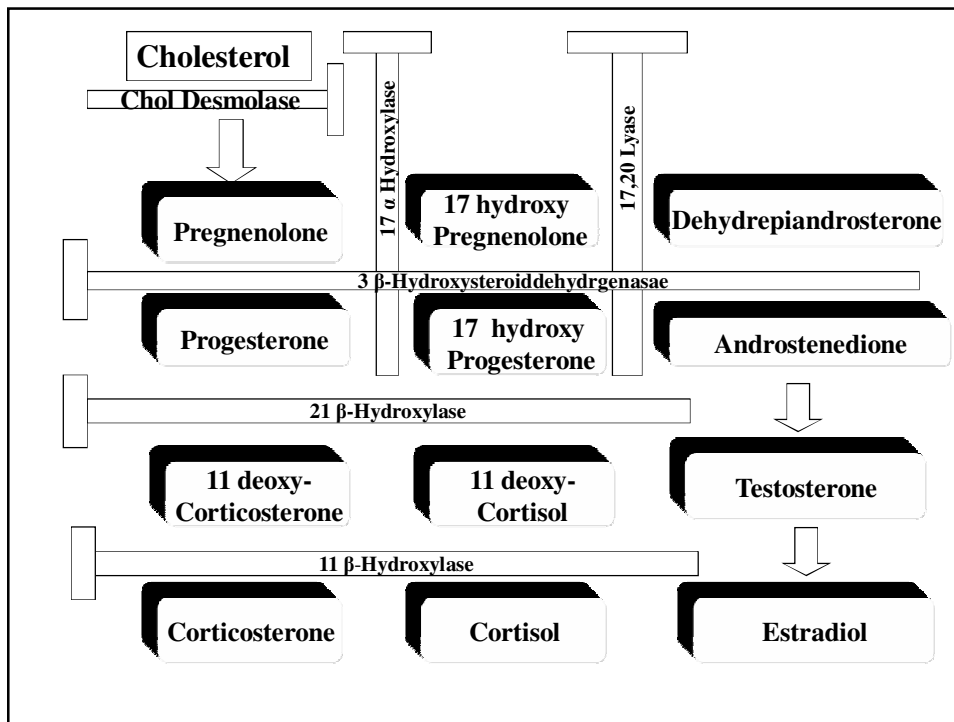 Cholesterol
Chol Desmolase
17 α Hydroxylase
17,20 Lyase
Pregnenolone
17 hydroxy
Pregnenolone
Dehydrepiandrosterone
3 β-Hydroxysteroiddehydrgenasae
Progesterone
17 hydroxy
Progesterone
Androstenedione
21 β-Hydroxylase
11 deoxy-
Corticosterone
11 deoxy-
Cortisol
Testosterone
11 β-Hydroxylase
Corticosterone
Cortisol
Estradiol